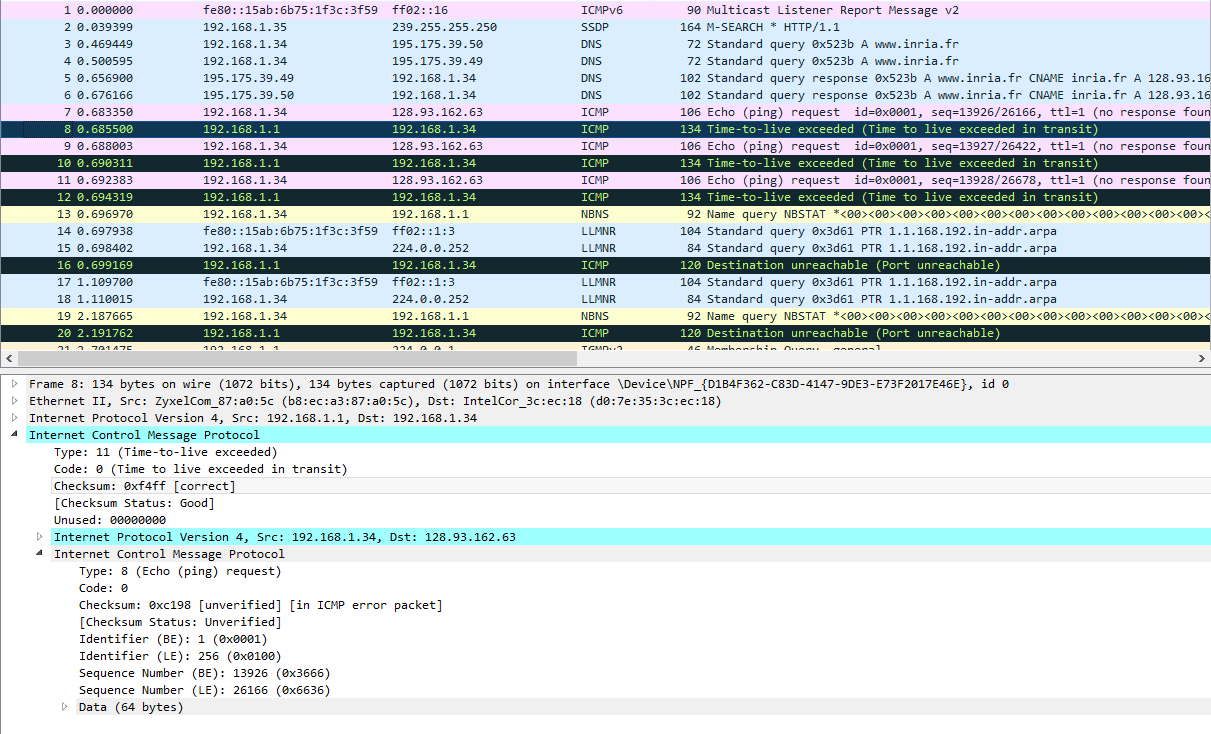 1 0.000000 fe80::15ab:6b75:1f3c:3f59 ff02::16 ICMPv6 90 Multicast Listener Report Message v2
2 0.039399 192.168.1.35 239.255.255.250 SSDP 164 M-SEARCH * HTTP/1.1
3 0.469449 192.168.1.34 195.175.39.50 DNS 72 Standard query 0x523b A www.inria.fr
4 0.500595 192.168.1.34 195.175.39.49 DNS 72 Standard query 0x523b A www.inria.fr
5 0.656900 195.175.39.49 192.168.1.34 DNS 102 Standard query response 0x523b A www.inria.fr CNAME inria.fr A 128.93.16
6 0.676166 195.175.39.50 192.168.1.34 DNS 102 Standard query response 0x523b A www.inria.fr CNAME inria.fr A 128.93.16
7 0.683350 192.168.1.34 128.93.162.63 ICMP 106 Echo (ping) request id=0x0001, seq=13926/26166, ttl=1 (no response foun
8 0.685500 192.168.1.1 192.168.1.34 ICMP 134 Time-to-live exceeded (Time to live exceeded in transit)
9 0.688003 192.168.1.34 128.93.162.63 ICMP 106 Echo (ping) request id=0x0001, seq=13927/26422, ttl=1 (no response foun
10 0.690311 192.168.1.1 192.168.1.34 ICMP 134 Time-to-live exceeded (Time to live exceeded in transit)
11 0.692383 192.168.1.34 128.93.162.63 ICMP 106 Echo (ping) request id=0x0001, seq=13928/26678, ttl=1 (no response foun
12 0.694319 192.168.1.1 192.168.1.34 ICMP 134 Time-to-live exceeded (Time to live exceeded in transit)
13 0.696970 192.168.1.34 192.168.1.1 NBNS 92 Name query NBSTAT *<00><00><00><00><00><00><00><00><00><00><00><00><00><
14 0.697938 fe80::15ab:6b75:1f3c:3f59 ff02::1:3 LLMNR 104 Standard query 0x3d61 PTR 1.1.168.192.in-addr.arpa
15 0.698402 192.168.1.34 224.0.0.252 LLMNR 84 Standard query 0x3d61 PTR 1.1.168.192.in-addr.arpa
16 0.699169 192.168.1.1 192.168.1.34 ICMP 120 Destination unreachable (Port unreachable)
17 1.109700 fe80::15ab:6b75:1f3c:3f59 ff02::1:3 LLMNR 104 Standard query 0x3d61 PTR 1.1.168.192.in-addr.arpa
18 1.110015 192.168.1.34 224.0.0.252 LLMNR 84 Standard query 0x3d61 PTR 1.1.168.192.in-addr.arpa
19 2.187665 192.168.1.34 192.168.1.1 NBNS 92 Name query NBSTAT *<00><00><00><00><00><00><00><00><00><00><00><00><00><
20 2.191762 192.168.1.1 192.168.1.34 ICMP 120 Destination unreachable (Port unreachable)
21 2.701475 192.168.1.1 224.0.0.1 IGMPv2 46 Membership Query, general
Frame 8: 134 bytes on wire (1072 bits), 134 bytes captured (1072 bits) on interface \Device\NPF_{D1B4F362-C83D-4147-9DE3-E73F2017E46E}, id 0
Ethernet II, Src: ZyxelCom_87:a0:5c (b8:ec:a3:87:a0:5c), Dst: IntelCor_3c:ec:18 (d0:7e:35:3c:ec:18)
Internet Protocol Version 4, Src: 192.168.1.1, Dst: 192.168.1.34
Internet Control Message Protocol
Type: 11 (Time-to-live exceeded)
Code: 0 (Time to live exceeded in transit)
Checksum: 0xf4ff [correct]
[Checksum Status: Good]
Unused: 00000000
Internet Protocol Version 4, Src: 192.168.1.34, Dst: 128.93.162.63
Internet Control Message Protocol
Type: 8 (Echo (ping) request)
Code: 0
Checksum: 0xc198 [unverified] [in ICMP error packet]
[Checksum Status: Unverified]
Identifier (BE): 1 (0x0001)
Identifier (LE): 256 (0x0100)
Sequence Number (BE): 13926 (0x3666)
Sequence Number (LE): 26166 (0x6636)
Data (64 bytes)